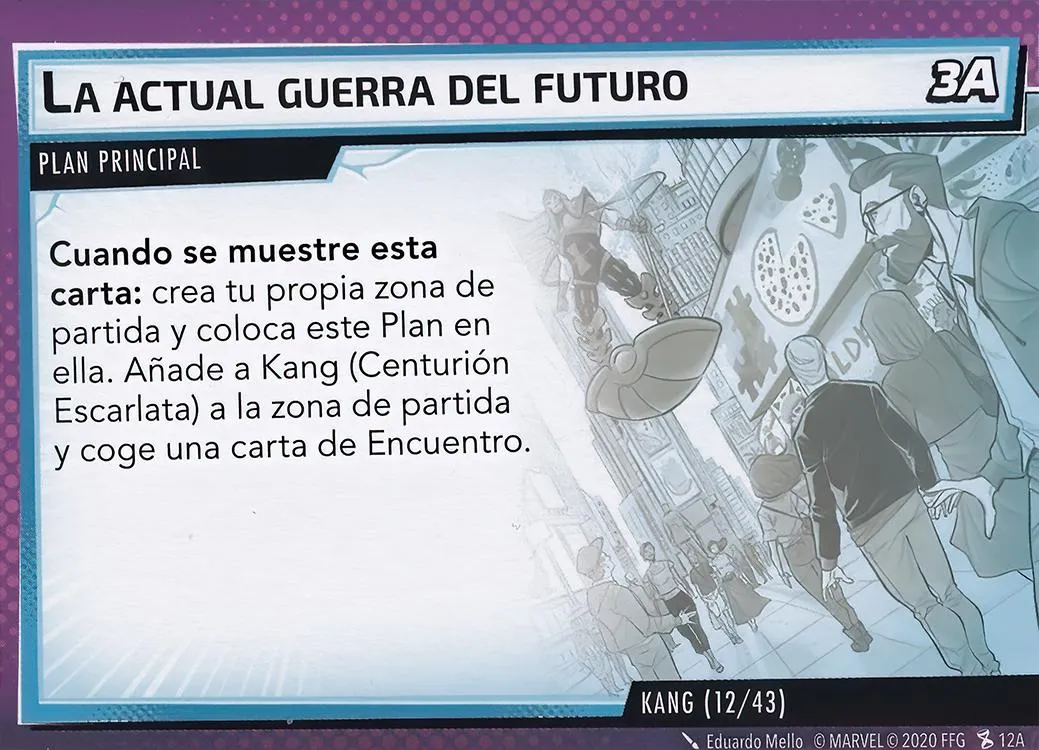 LA ACTUAL GUERRA DEL FUTURO
3A
PLAN PRINCIPAL
Cuando se muestre esta
carta: crea tu propia zona de
partida y coloca este Plan en
ella. Añade a Kang (Centurión
Escarlata) a la zona de partida
y coge una carta de Encuentro.
KANG (12/43)
Eduardo Mello © MARVEL © 2020 FFG 12A